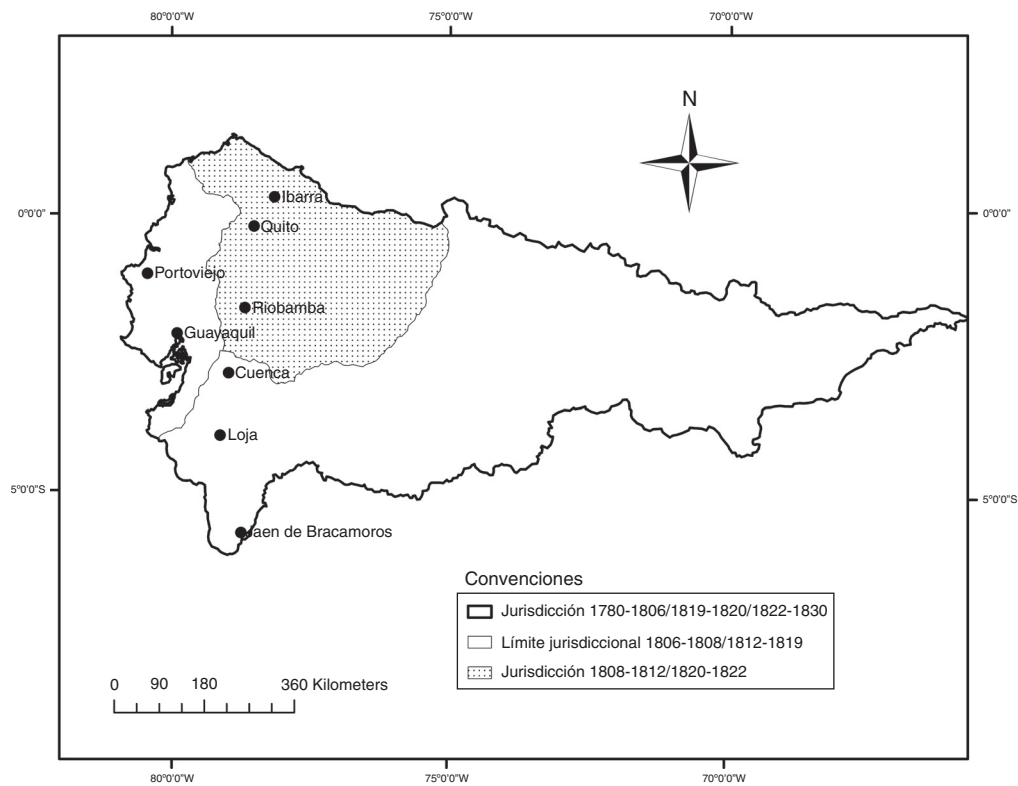 80°0'0"W 75°0'0"W 70°0'0"W
N
0°0'0" 0°0'0"
Ibarra
Quito
Portoviejo
Riobamba
Guayaquil
Cuenca
Loja
5°0'0"S 5°0'0"S
Jaen de Bracamoros
Convenciones
Jurisdicción 1780-1806/1819-1820/1822-1830
Límite jurisdiccional 1806-1808/1812-1819
Jurisdicción 1808-1812/1820-1822
0 90 180 360 Kilometers
80°0'0"W 75°0'0"W 70°0'0"W